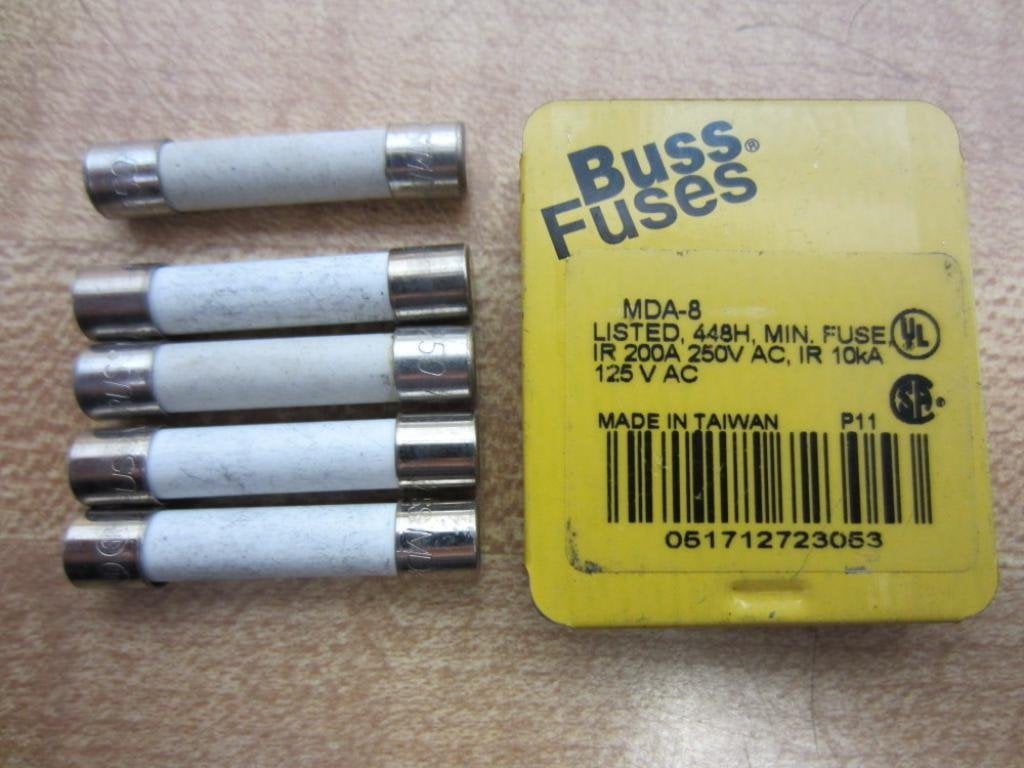 Buss®
Fuses
MDA-8
LISTED, 448H, MIN. FUSE,
IR 200A 250V AC, IR 10kA
125 V AC
UL
MADE IN TAIWAN P11
051712723053